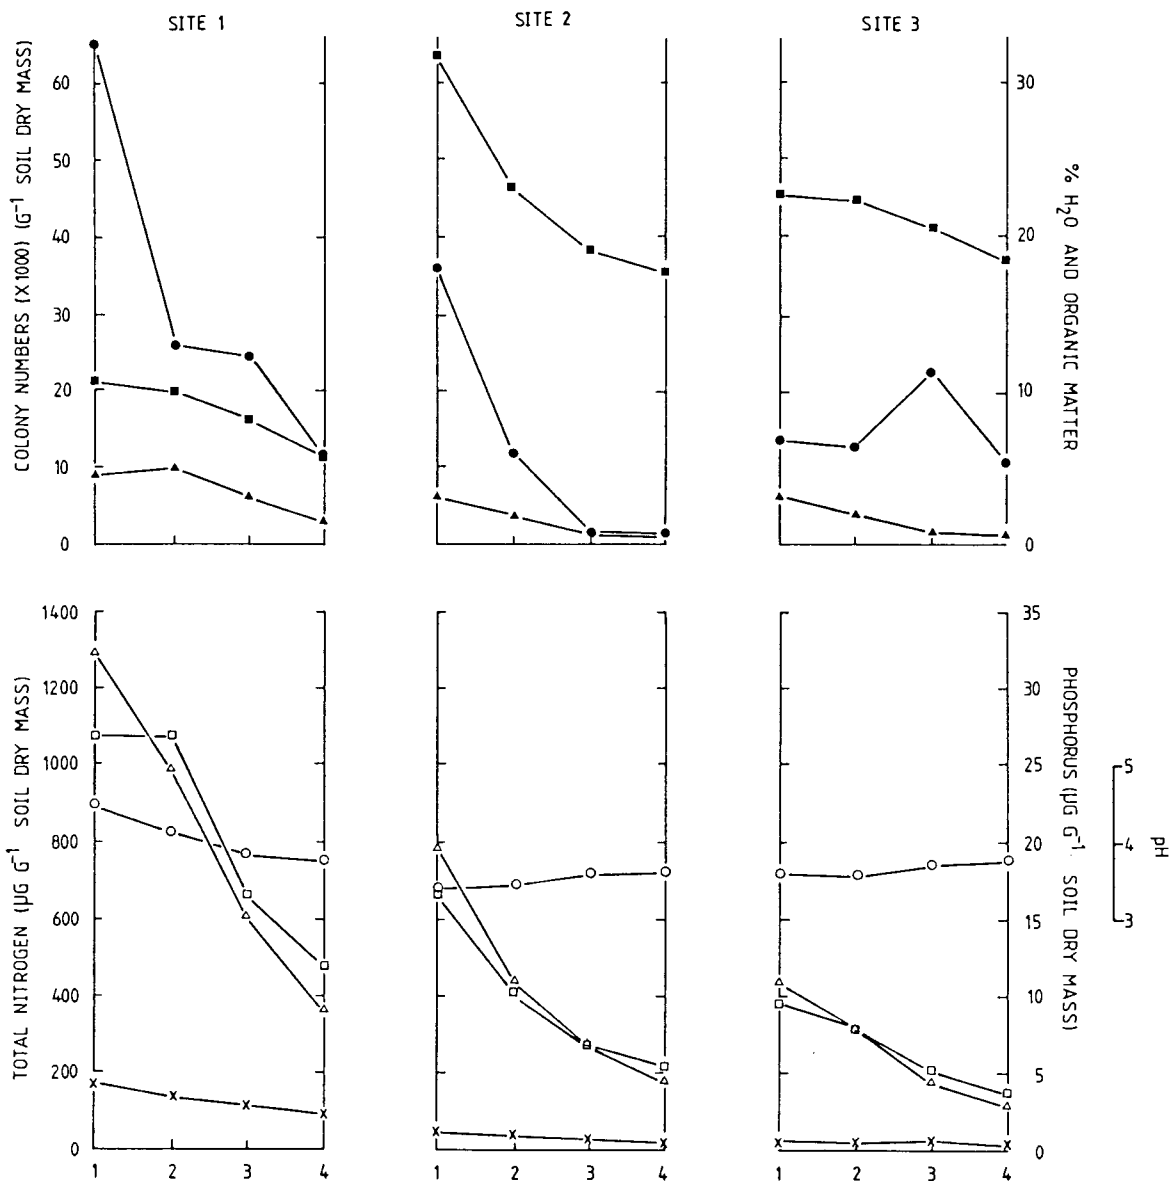 SITE 1
SITE 2
SITE 3
COLONY NUMBERS (X1000) (G⁻¹ SOIL DRY MASS)
60
50
40
30
20
10
0
30
20
10
0
% H₂O AND ORGANIC MATTER
TOTAL NITROGEN (µG G⁻¹ SOIL DRY MASS)
1400
1200
1000
800
600
400
200
0
35
30
25
20
15
10
5
0
PHOSPHORUS (µG G⁻¹ SOIL DRY MASS)
5
4
3
pH
1 2 3 4
1 2 3 4
1 2 3 4